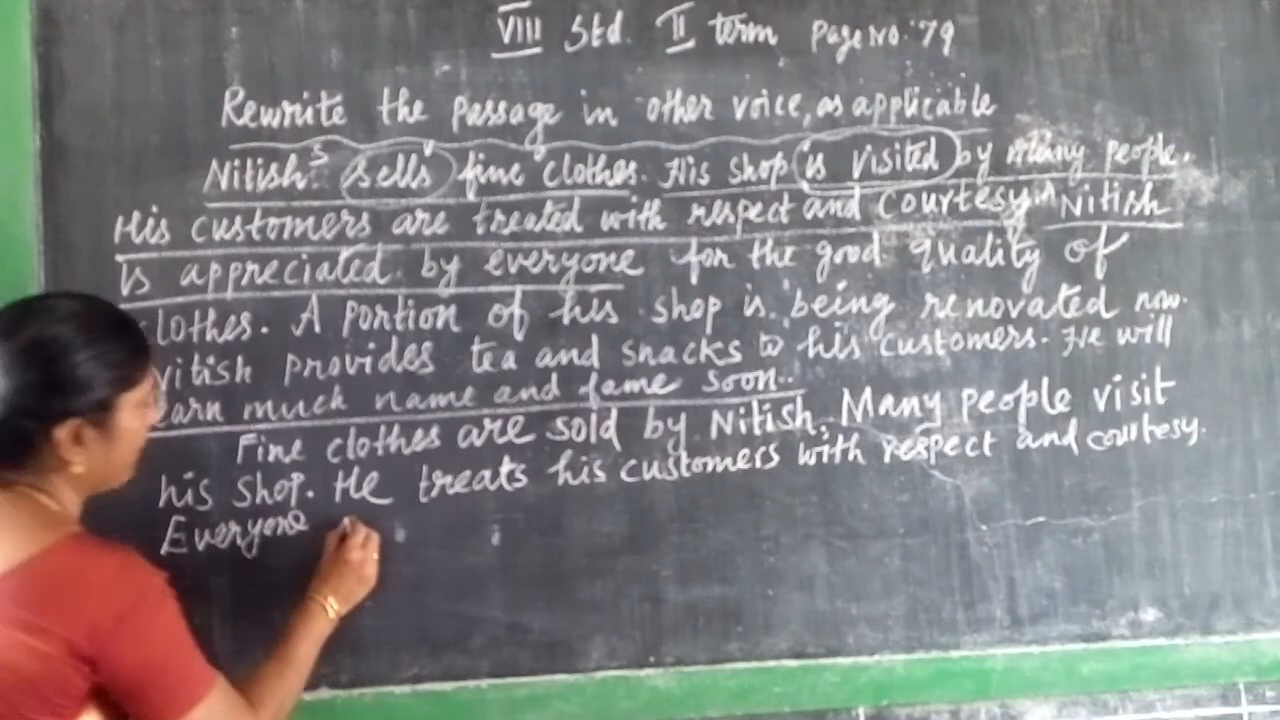 VIII Std. II term Page No. 79
Rewrite the passage in other voice, as applicable
Nitish sells fine clothes. His shop is visited by many people.
His customers are treated with respect and courtesy. Nitish
is appreciated by everyone for the good quality of
clothes. A portion of his shop is being renovated now.
Nitish provides tea and snacks to his customers. He will
earn much name and fame soon..
Fine clothes are sold by Nitish. Many people visit
his shop. He treats his customers with respect and courtesy.
Everyone